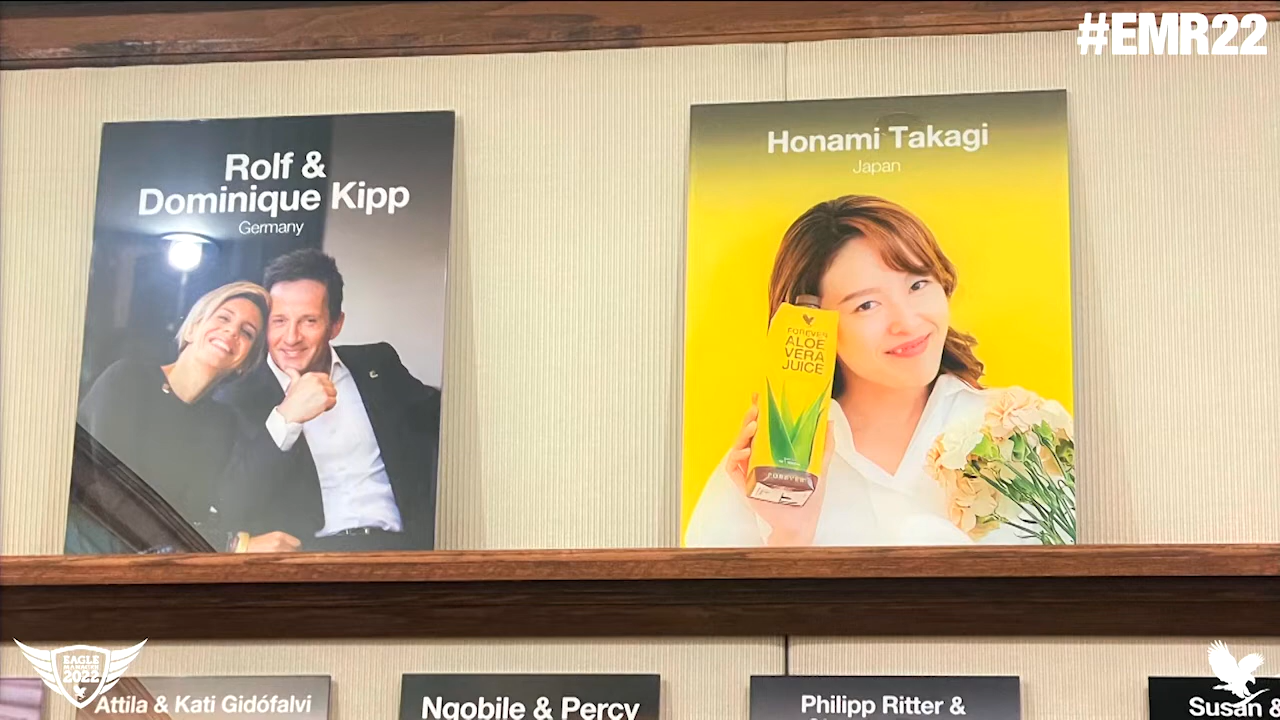 #EMR22
Rolf &
Dominique Kipp
Germany
Honami Takagi
Japan
FOREVER
ALOE
VERA
JUICE
FOREVER
EAGLE
MANAGER
2022
Attila & Kati Gidófalvi
Ngobile & Percy
Philipp Ritter &
Susan &